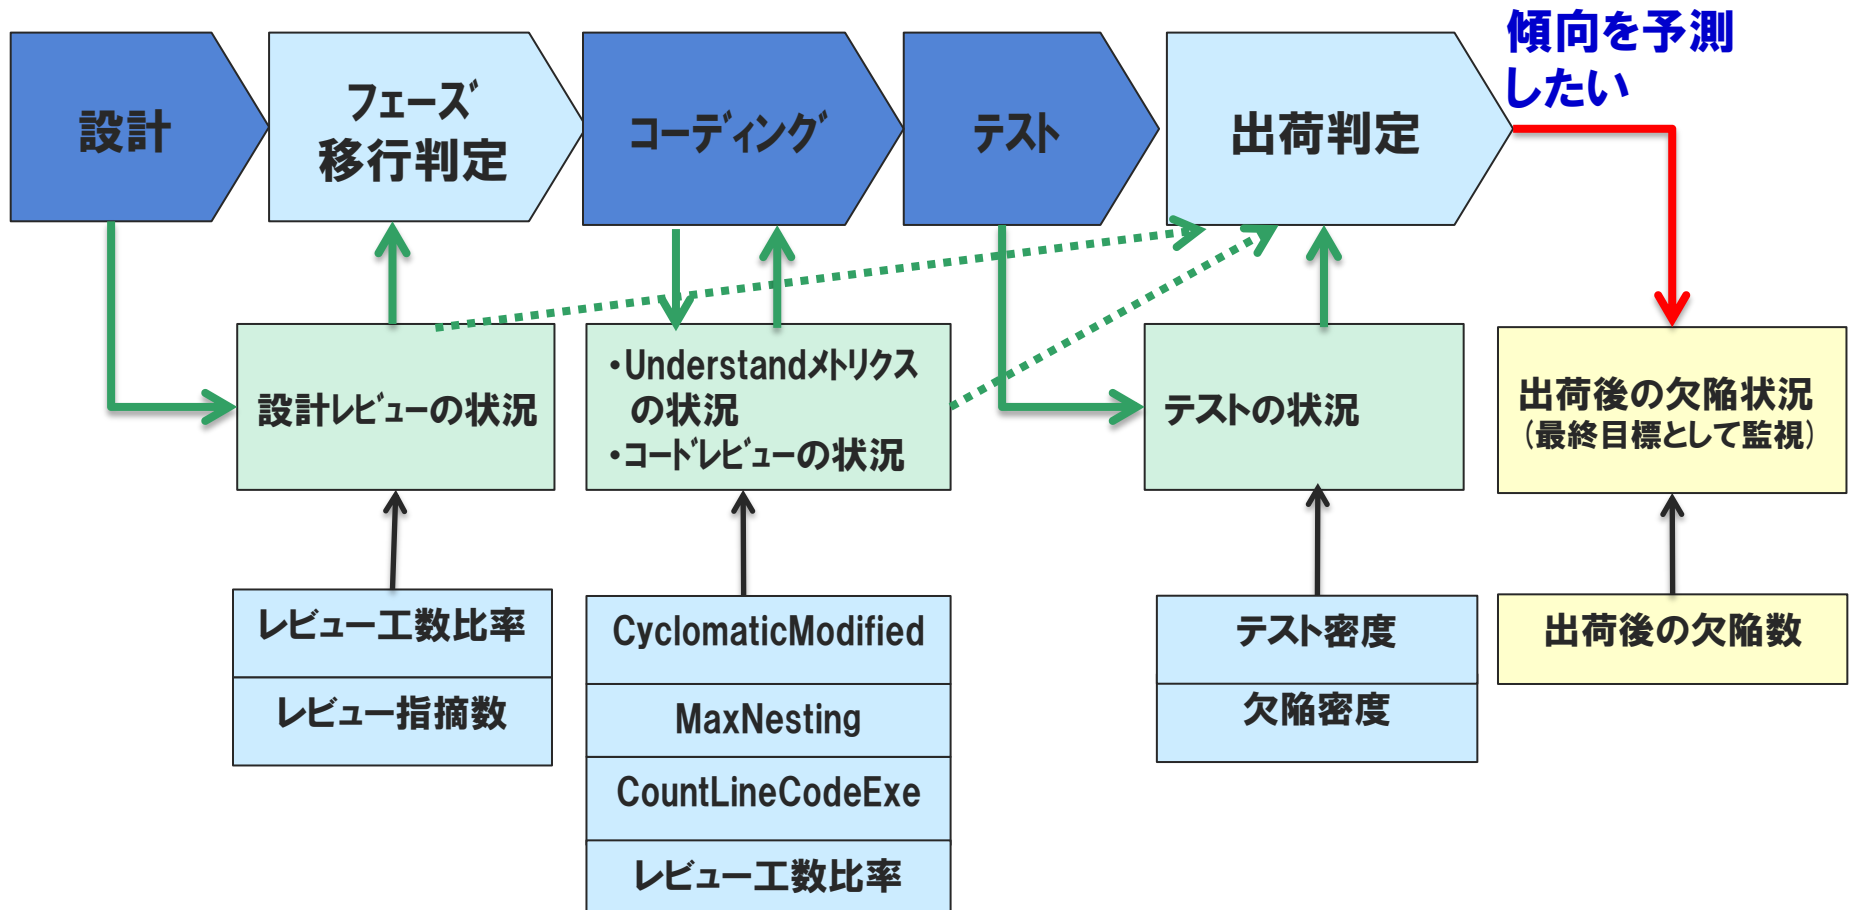 傾向を予測
したい
設計
フェーズ
移行判定
コーディング
テスト
出荷判定
設計レビューの状況
・Understandメトリクス
の状況
・コードレビューの状況
テストの状況
出荷後の欠陥状況
（最終目標として監視）
レビュー工数比率
レビュー指摘数
CyclomaticModified
MaxNesting
CountLineCodeExe
レビュー工数比率
テスト密度
欠陥密度
出荷後の欠陥数